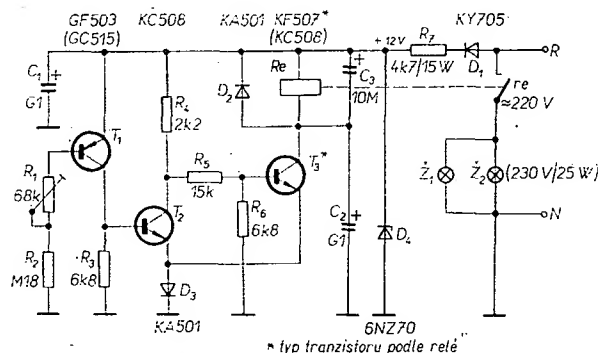 GF503 KC508 KA501 KF507* KY705
(GC515) (KC508)
+12V R7 D1 R
4k7/15W
C1 + G1
R4 2k2
D2
Re
C3 + 10M
re
≈220 V
T1
R1 68k
R5 15k
T3*
Ž1 Ž2 (230 V/25 W)
T2
R6 6k8
C2 + G1
D4
N
R2 M18
R3 6k8
D3
KA501 6NZ70
* typ tranzistoru podle relé"